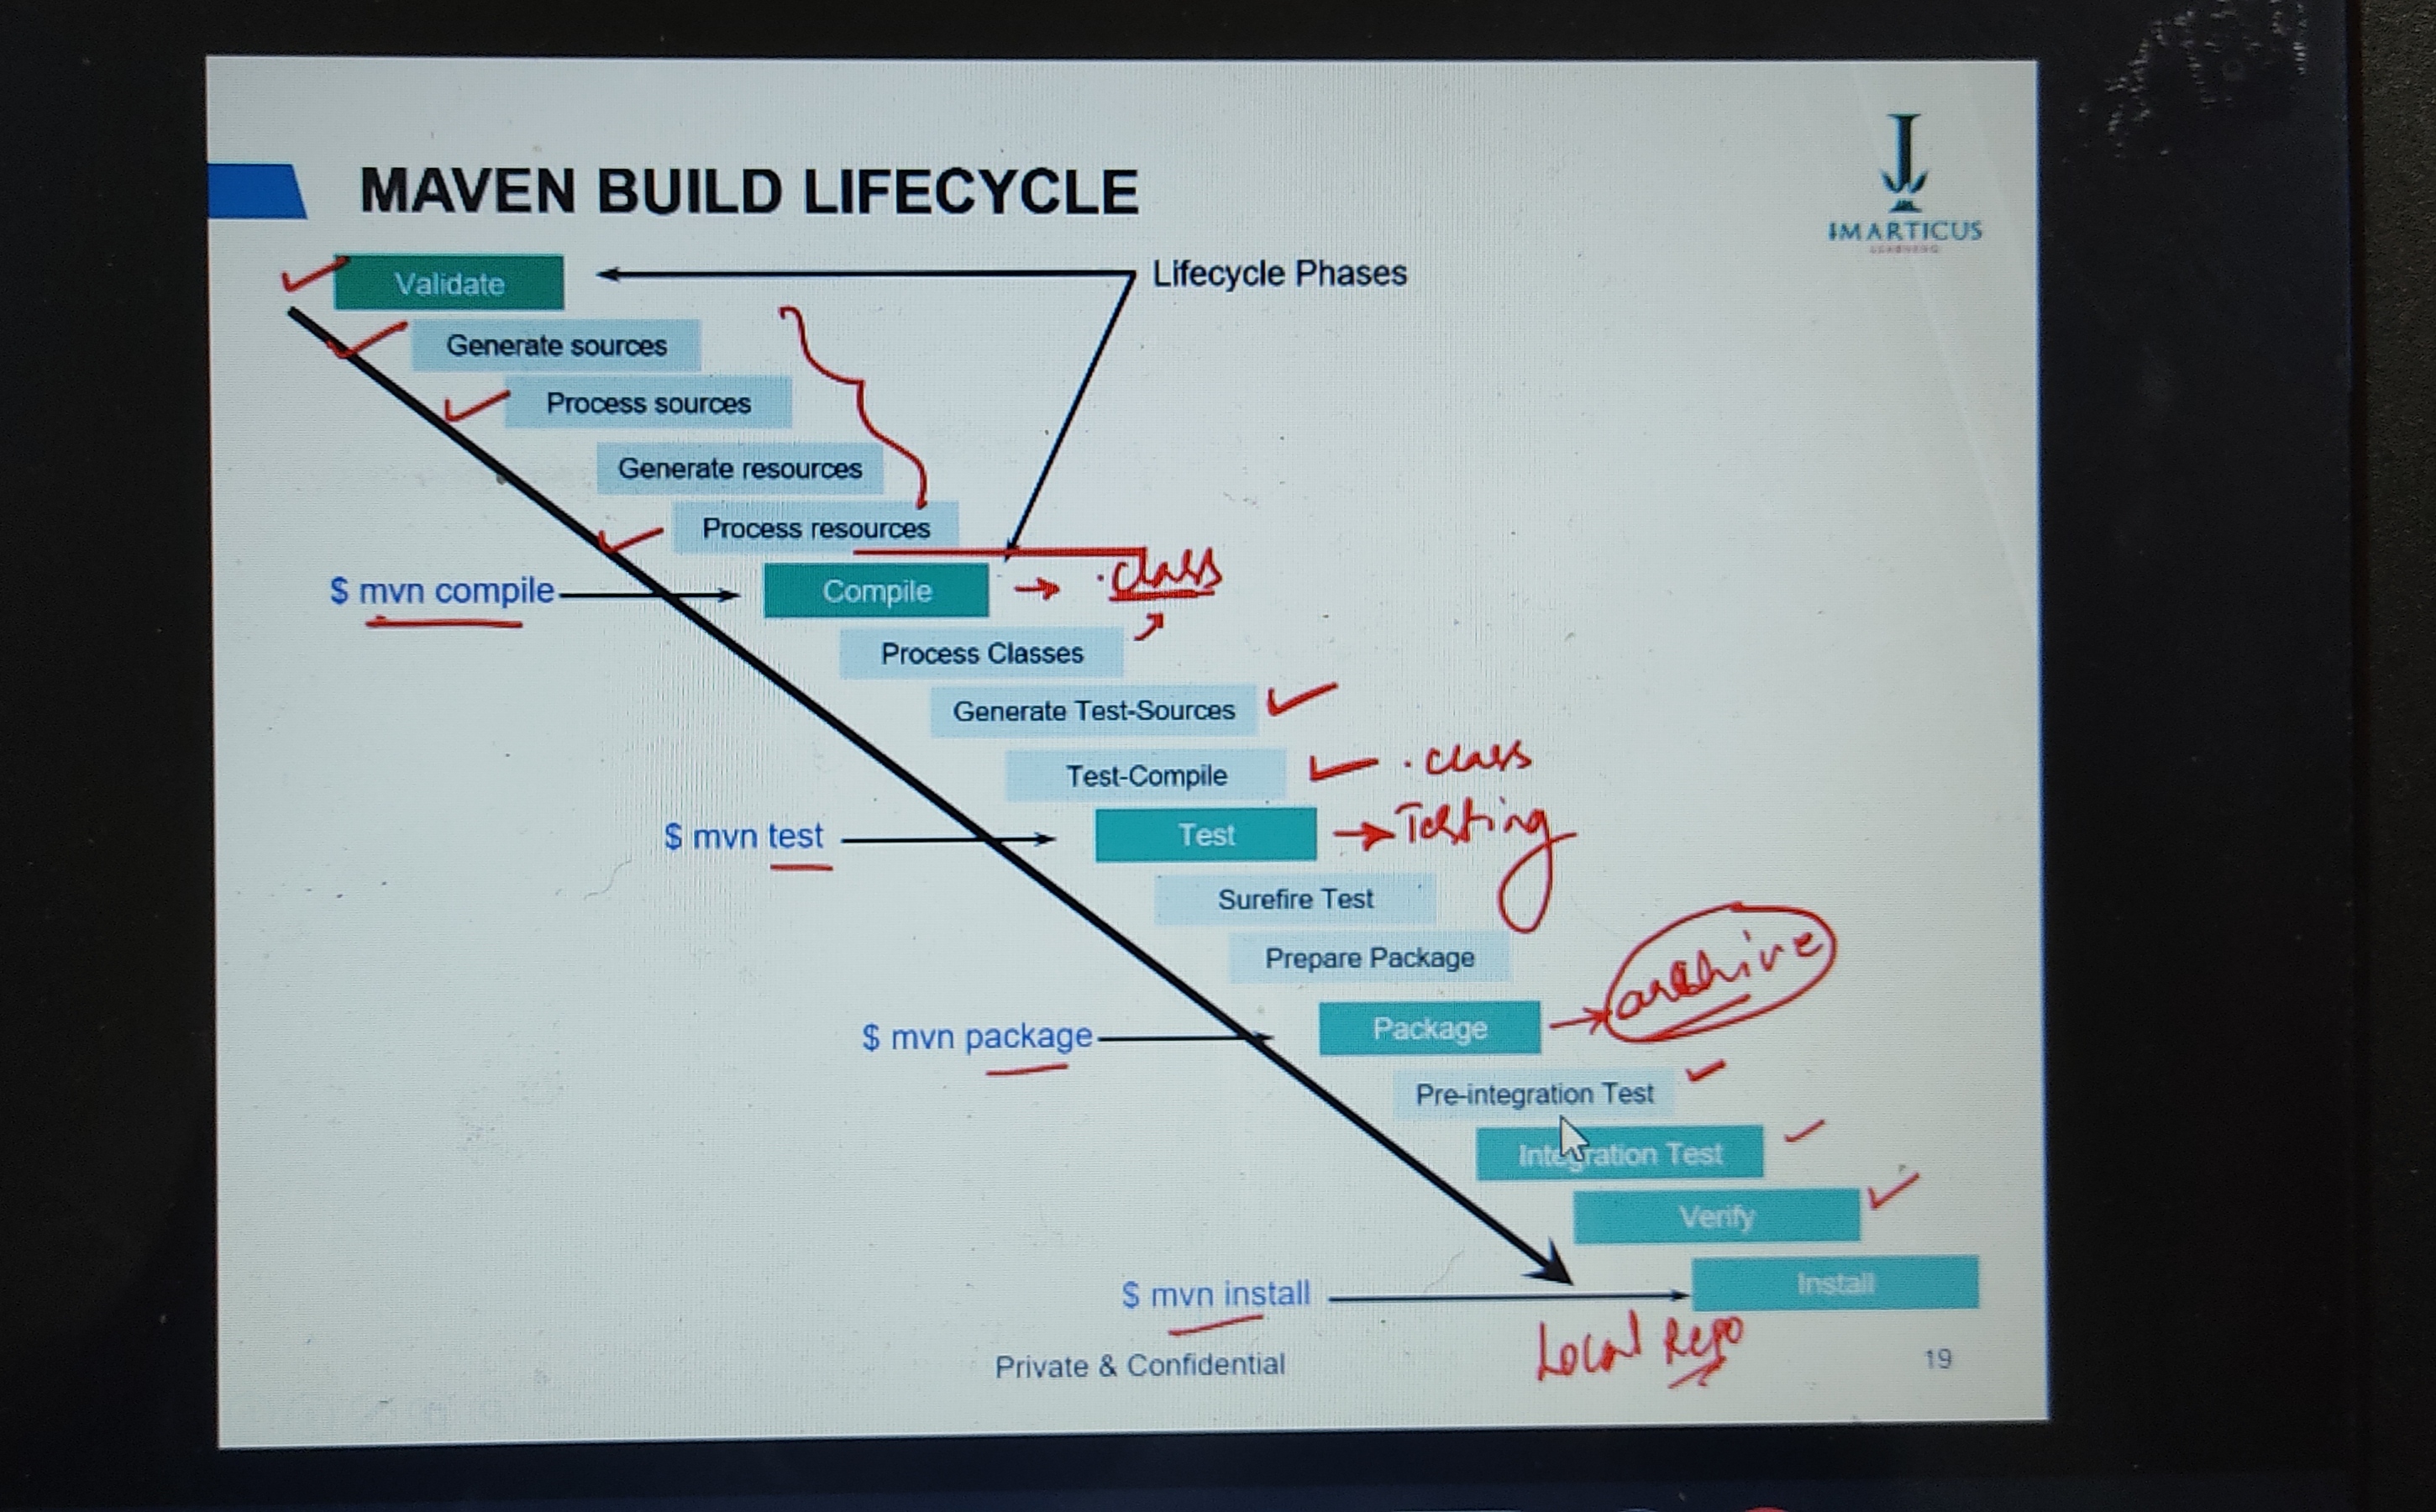 MAVEN BUILD LIFECYCLE
IMARTICUS
LEARNING
Validate
Lifecycle Phases
Generate sources
Process sources
Generate resources
Process resources
$ mvn compile
Compile
.class
Process Classes
Generate Test-Sources
Test-Compile
.class
$ mvn test
Test
Testing
Surefire Test
Prepare Package
archive
$ mvn package
Package
Pre-integration Test
Integration Test
Verify
$ mvn install
Install
Local Repo
Private & Confidential
19